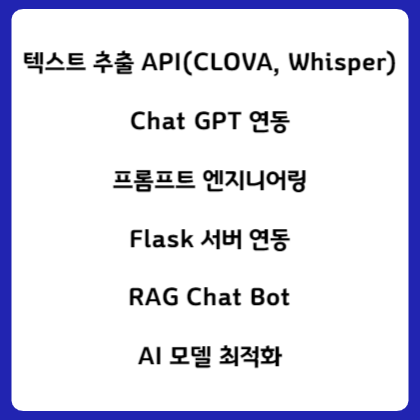 텍스트 추출 API(CLOVA, Whisper)
Chat GPT 연동
프롬프트 엔지니어링
Flask 서버 연동
RAG Chat Bot
AI 모델 최적화